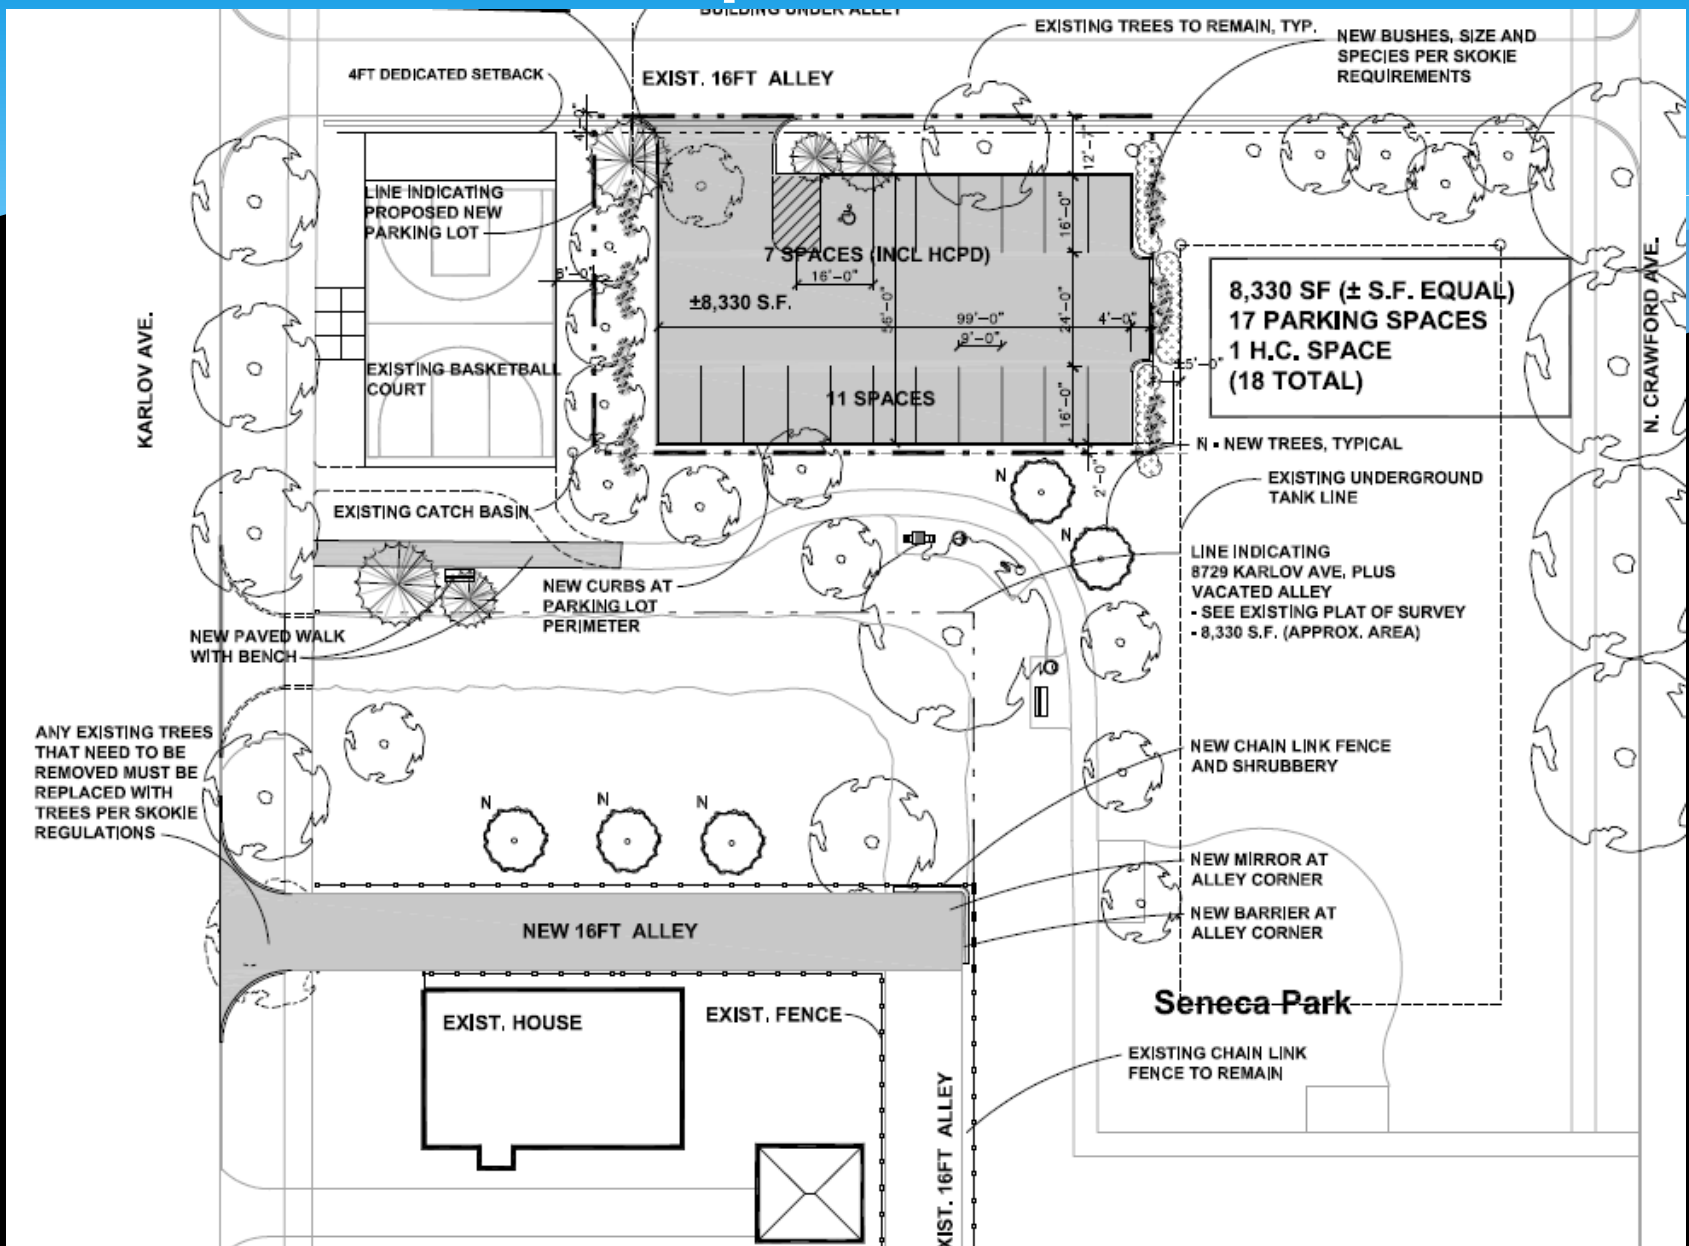 BUILDING UNDER ALLEY
EXISTING TREES TO REMAIN, TYP.
NEW BUSHES, SIZE AND
SPECIES PER SKOKIE
REQUIREMENTS
4FT DEDICATED SETBACK
EXIST. 16FT ALLEY
4'-0"
12'-7"
LINE INDICATING
PROPOSED NEW
PARKING LOT
16'-0"
7 SPACES (INCL HCPD)
16'-0"
8'-0"
±8,330 S.F.
56'-0"
99'-0"
9'-0"
24'-0"
4'-0"
8,330 SF (± S.F. EQUAL)
17 PARKING SPACES
1 H.C. SPACE
(18 TOTAL)
KARLOV AVE.
N. CRAWFORD AVE.
EXISTING BASKETBALL
COURT
11 SPACES
16'-0"
±5'-0"
N - NEW TREES, TYPICAL
2'-0"
N
EXISTING UNDERGROUND
TANK LINE
EXISTING CATCH BASIN
N
LINE INDICATING
8729 KARLOV AVE, PLUS
VACATED ALLEY
- SEE EXISTING PLAT OF SURVEY
- 8,330 S.F. (APPROX. AREA)
NEW CURBS AT
PARKING LOT
PERIMETER
NEW PAVED WALK
WITH BENCH
ANY EXISTING TREES
THAT NEED TO BE
REMOVED MUST BE
REPLACED WITH
TREES PER SKOKIE
REGULATIONS
NEW CHAIN LINK FENCE
AND SHRUBBERY
N
N
N
NEW MIRROR AT
ALLEY CORNER
NEW BARRIER AT
ALLEY CORNER
NEW 16FT ALLEY
Seneca Park
EXIST. HOUSE
EXIST. FENCE
EXISTING CHAIN LINK
FENCE TO REMAIN
XIST. 16FT ALLEY